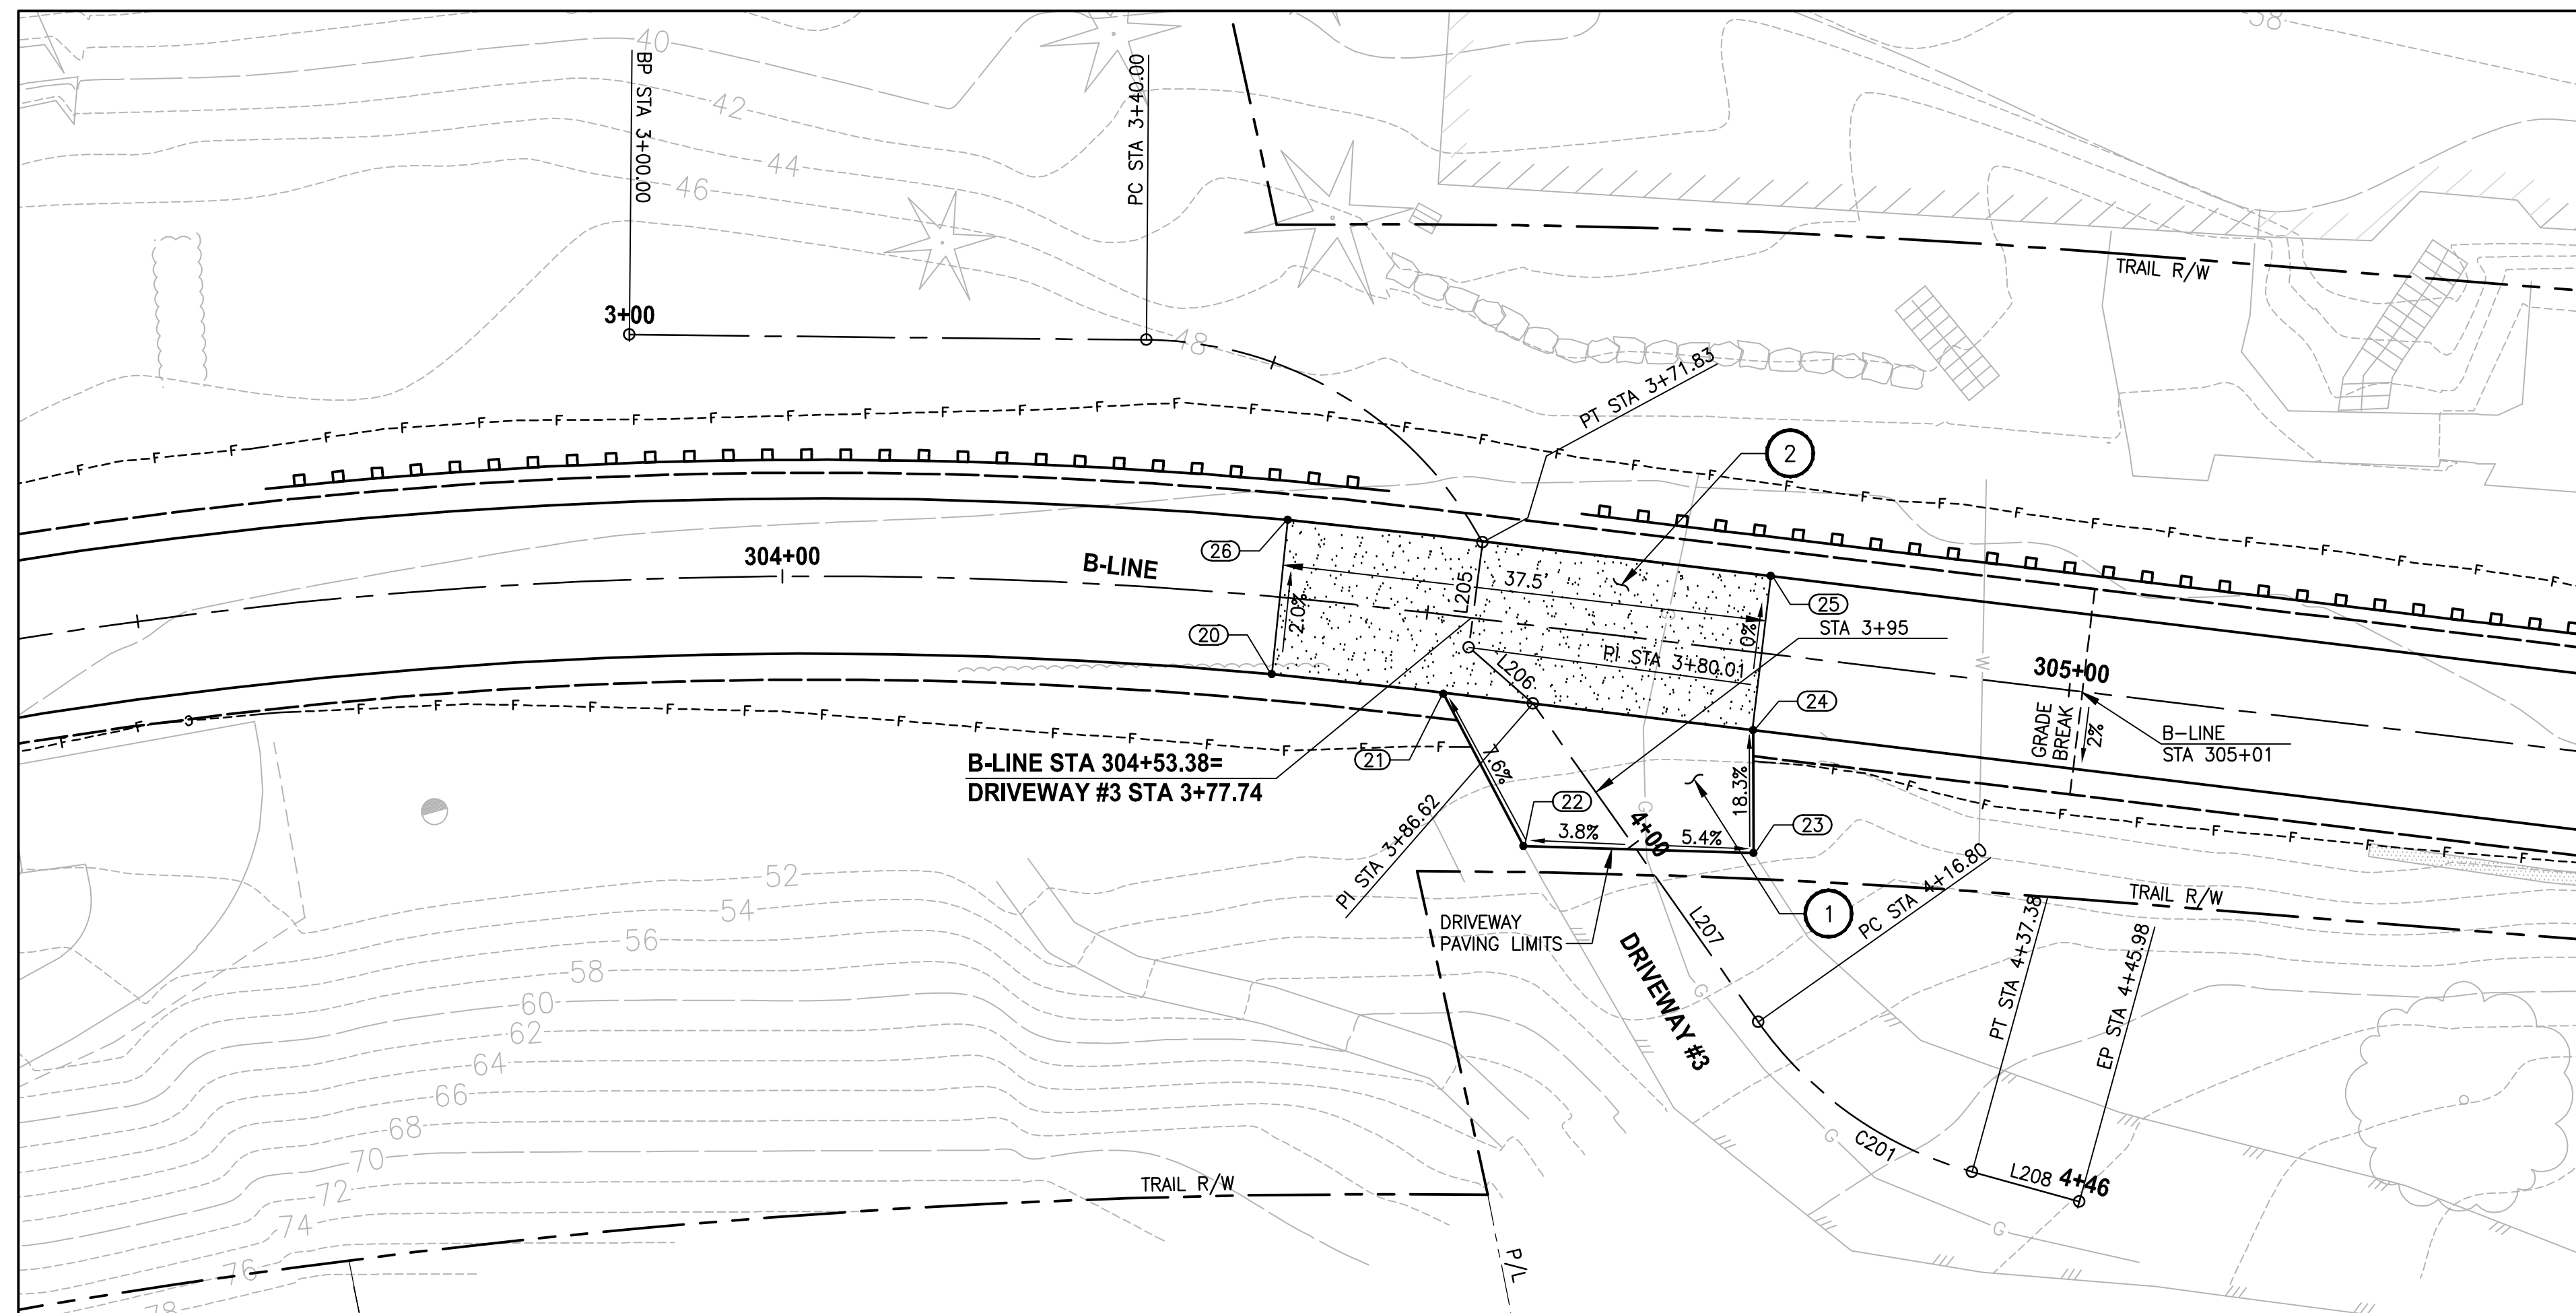 38
40
42
44
46
48
BP STA 3+00.00
PC STA 3+40.00
3+00
TRAIL R/W
PT STA 3+71.83
2
304+00
B-LINE
26
37.5'
L205
2.0%
20
25
STA 3+95
0%
PI STA 3+80.01
L206
24
305+00
GRADE
BREAK
2%
B-LINE
STA 305+01
W
S
B-LINE STA 304+53.38=
DRIVEWAY #3 STA 3+77.74
21
7.6%
22
18.3%
23
3.8%
4+00
5.4%
PI STA 3+86.62
DRIVEWAY
PAVING LIMITS
1
L207
PC STA 4+16.80
TRAIL R/W
DRIVEWAY #3
PT STA 4+37.38
EP STA 4+45.98
C201
L208
4+46
52
54
56
58
60
62
64
66
68
70
72
74
76
78
TRAIL R/W
P/L
F
G